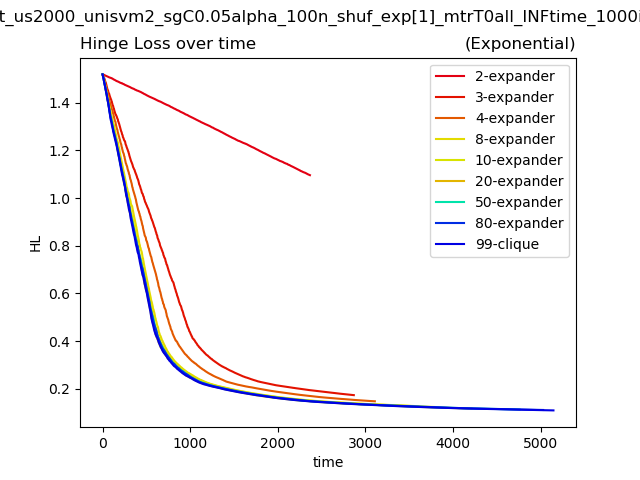 t_us2000_unisvm2_sgC0.05alpha_100n_shuf_exp[1]_mtrT0all_INFtime_1000i
Hinge Loss over time (Exponential)
2-expander
3-expander
4-expander
8-expander
10-expander
20-expander
50-expander
80-expander
99-clique
HL
1.4
1.2
1.0
0.8
0.6
0.4
0.2
0 1000 2000 3000 4000 5000
time